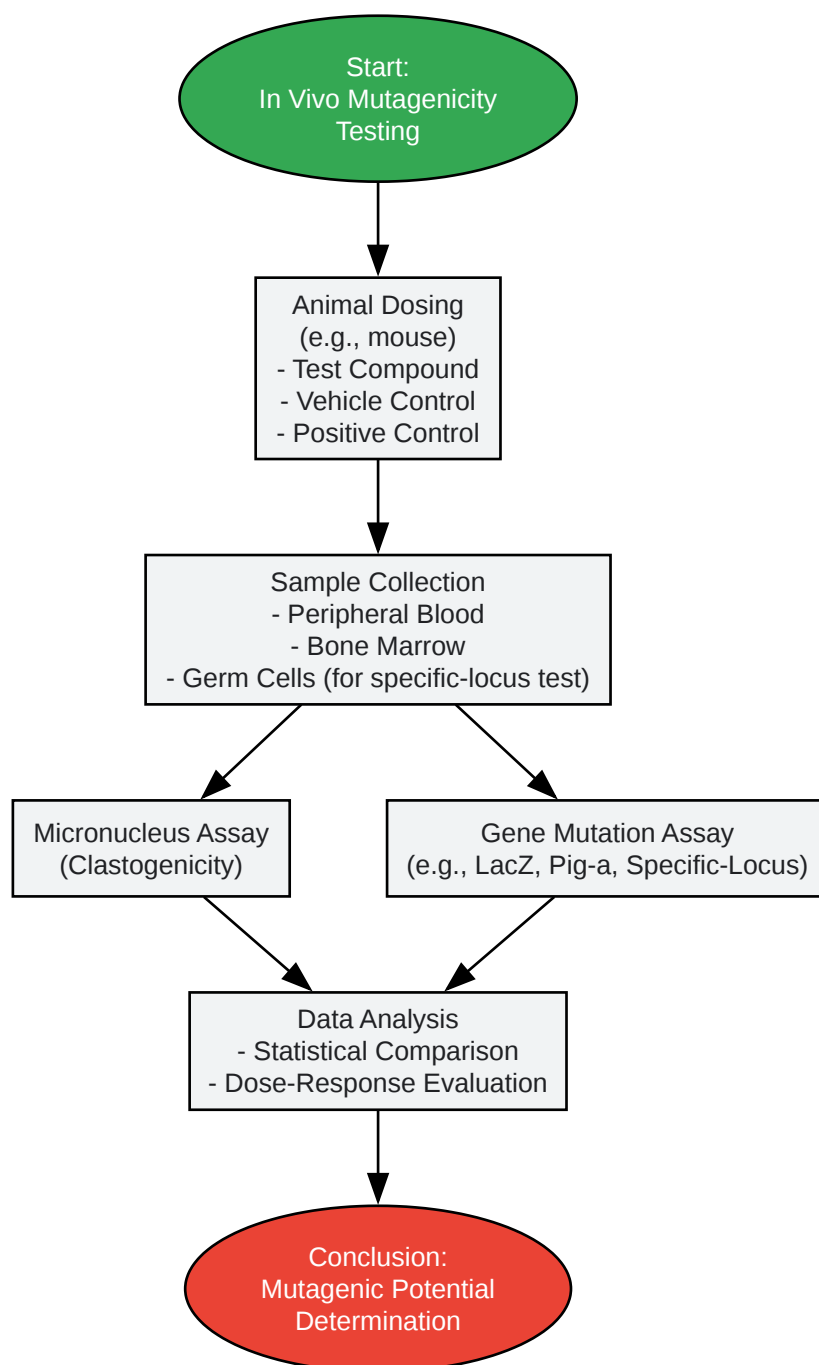 Start:
In Vivo Mutagenicity
Testing
Animal Dosing
(e.g., mouse)
- Test Compound
- Vehicle Control
- Positive Control
Sample Collection
- Peripheral Blood
- Bone Marrow
- Germ Cells (for specific-locus test)
Micronucleus Assay
(Clastogenicity)
Gene Mutation Assay
(e.g., LacZ, Pig-a, Specific-Locus)
Data Analysis
- Statistical Comparison
- Dose-Response Evaluation
Conclusion:
Mutagenic Potential
Determination